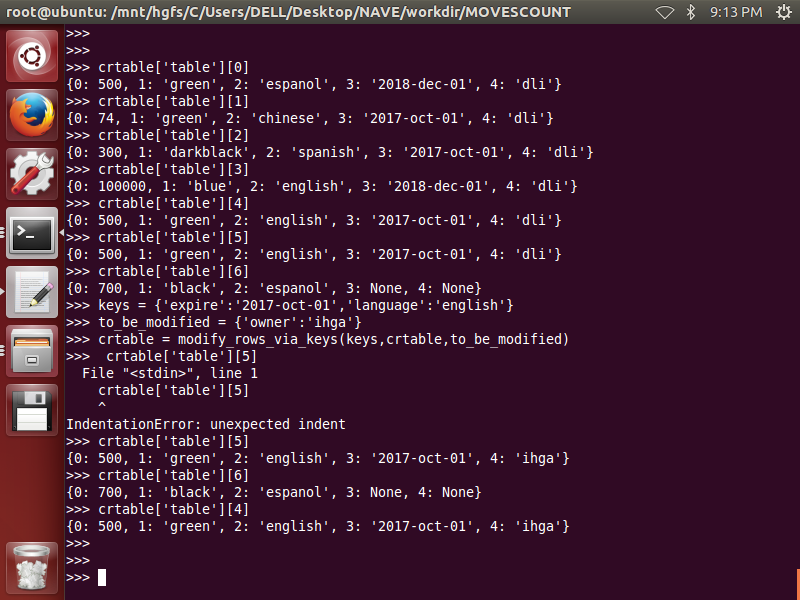 root@ubuntu: /mnt/hgfs/C/Users/DELL/Desktop/NAVE/workdir/MOVESCOUNT 9:13 PM
>>>
>>>
>>> crtable['table'][0]
{0: 500, 1: 'green', 2: 'espanol', 3: '2018-dec-01', 4: 'dli'}
>>> crtable['table'][1]
{0: 74, 1: 'green', 2: 'chinese', 3: '2017-oct-01', 4: 'dli'}
>>> crtable['table'][2]
{0: 300, 1: 'darkblack', 2: 'spanish', 3: '2017-oct-01', 4: 'dli'}
>>> crtable['table'][3]
{0: 100000, 1: 'blue', 2: 'english', 3: '2018-dec-01', 4: 'dli'}
>>> crtable['table'][4]
{0: 500, 1: 'green', 2: 'english', 3: '2017-oct-01', 4: 'dli'}
>>> crtable['table'][5]
{0: 500, 1: 'green', 2: 'english', 3: '2017-oct-01', 4: 'dli'}
>>> crtable['table'][6]
{0: 700, 1: 'black', 2: 'espanol', 3: None, 4: None}
>>> keys = {'expire':'2017-oct-01','language':'english'}
>>> to_be_modified = {'owner':'ihga'}
>>> crtable = modify_rows_via_keys(keys,crtable,to_be_modified)
>>>  crtable['table'][5]
  File "<stdin>", line 1
    crtable['table'][5]
    ^
IndentationError: unexpected indent
>>> crtable['table'][5]
{0: 500, 1: 'green', 2: 'english', 3: '2017-oct-01', 4: 'ihga'}
>>> crtable['table'][6]
{0: 700, 1: 'black', 2: 'espanol', 3: None, 4: None}
>>> crtable['table'][4]
{0: 500, 1: 'green', 2: 'english', 3: '2017-oct-01', 4: 'ihga'}
>>>
>>>
>>>